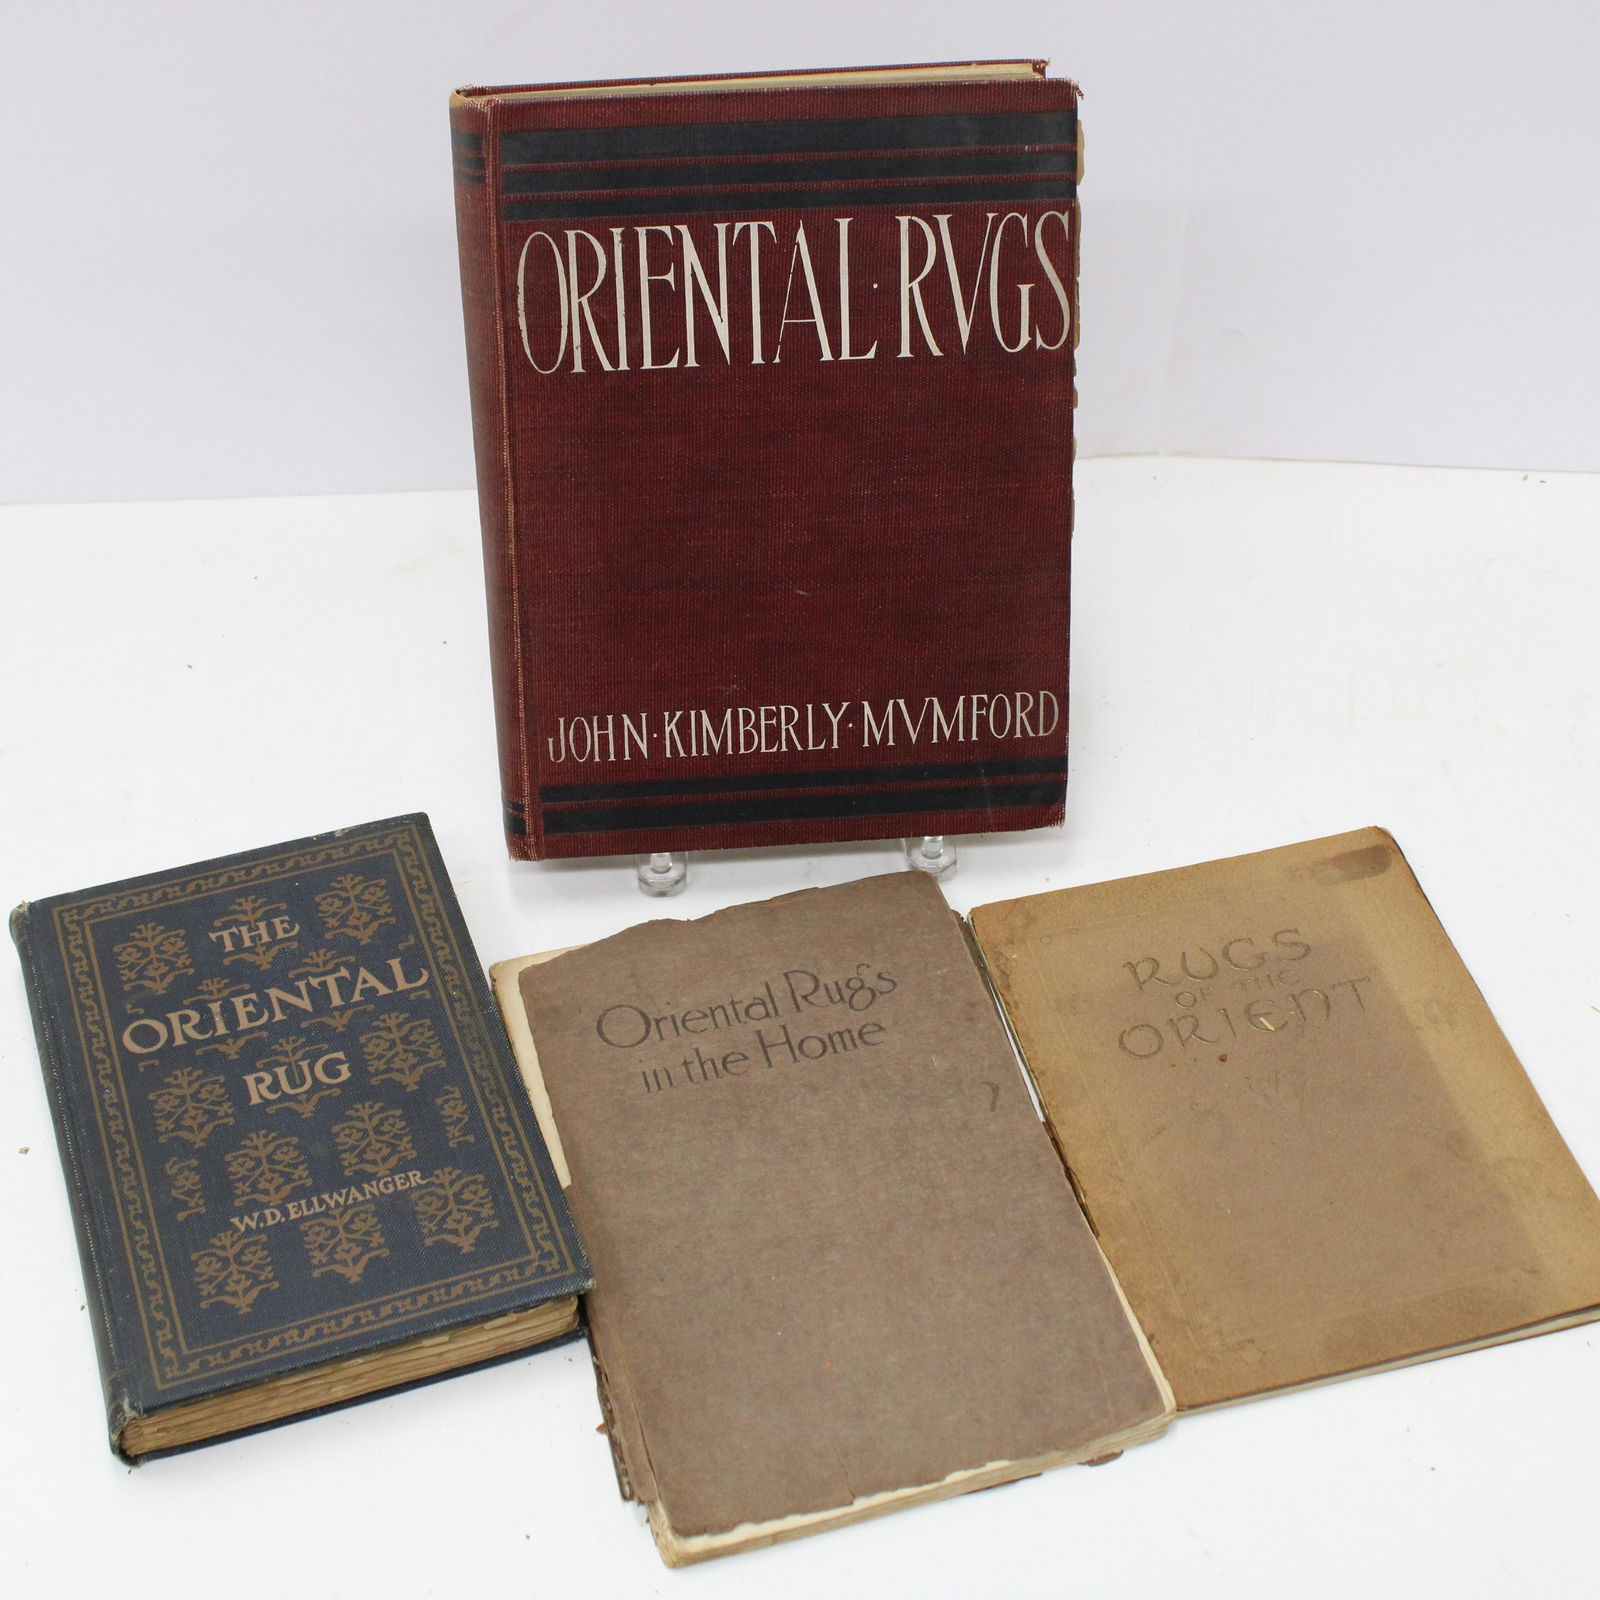 ORIENTAL·RVGS
JOHN·KIMBERLY·MVMFORD
THE
ORIENTAL
RUG
W.D. ELLWANGER
Oriental Rugs
in the Home
RUGS
OF THE
ORIENT